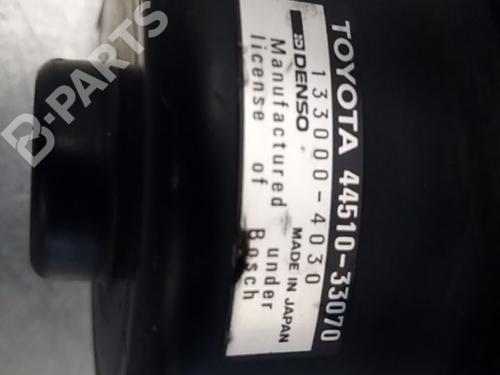 TOYOTA 44510-33070
133000-4030
DENSO MADE IN JAPAN
Manufactured under
license of Bosch
B-PARTS